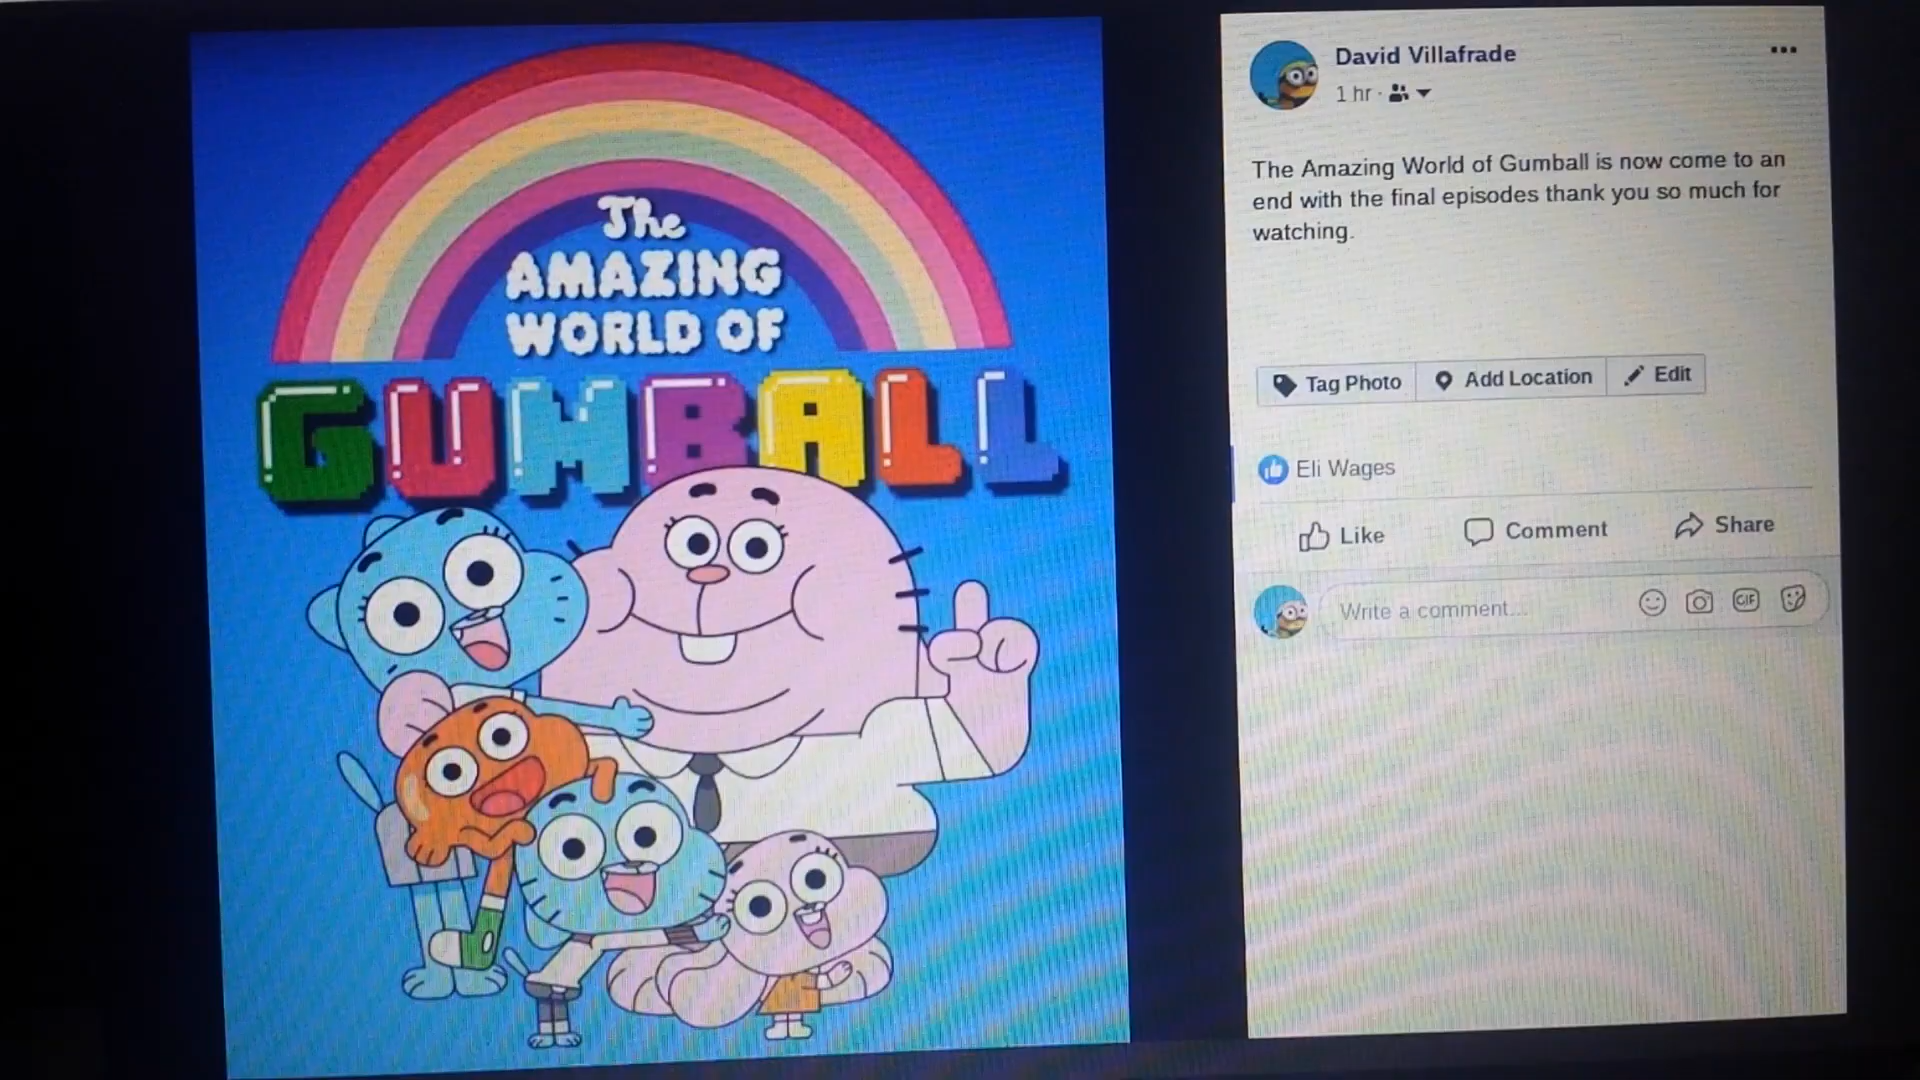 The
AMAZING
WORLD OF
GUMBALL
David Villafrade
1 hr ·
The Amazing World of Gumball is now come to an
end with the final episodes thank you so much for
watching.
Tag Photo
Add Location
Edit
Eli Wages
Like
Comment
Share
Write a comment...
GIF